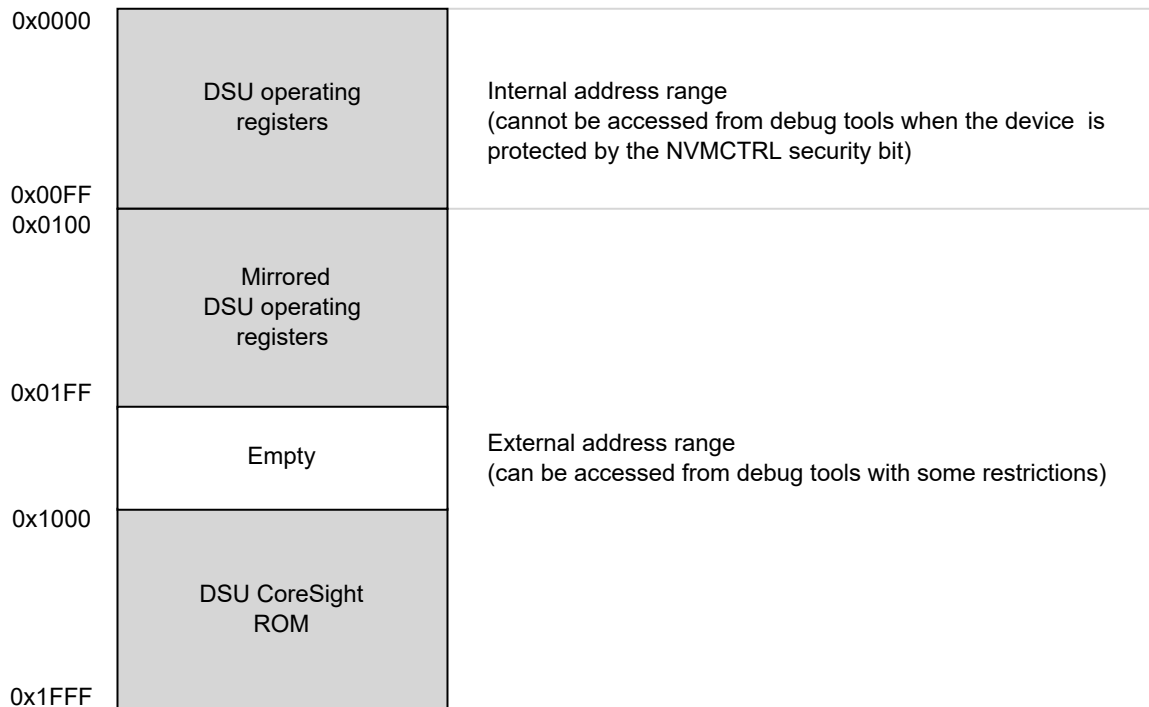 0x0000
DSU operating
registers
Internal address range
(cannot be accessed from debug tools when the device is
protected by the NVMCTRL security bit)
0x00FF
0x0100
Mirrored
DSU operating
registers
0x01FF
Empty
External address range
(can be accessed from debug tools with some restrictions)
0x1000
DSU CoreSight
ROM
0x1FFF